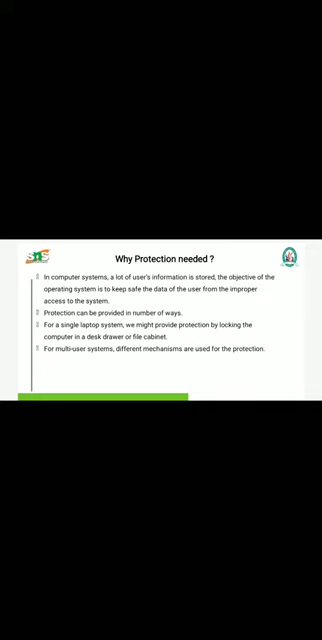 SNS
Why Protection needed ?
In computer systems, a lot of user's information is stored, the objective of the
operating system is to keep safe the data of the user from the improper
access to the system.
Protection can be provided in number of ways.
For a single laptop system, we might provide protection by locking the
computer in a desk drawer or file cabinet.
For multi-user systems, different mechanisms are used for the protection.